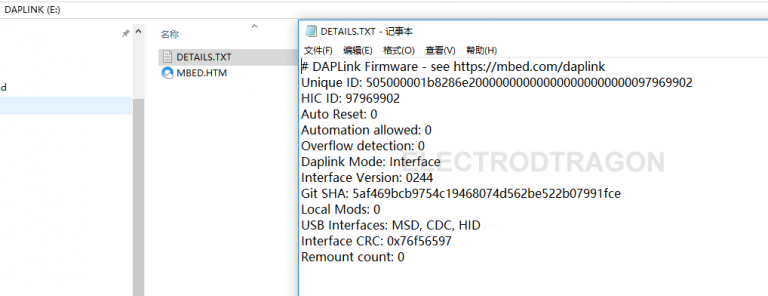 DAPLINK (E:)
名称
DETAILS.TXT
MBED.HTM
d
DETAILS.TXT - 记事本
文件(F) 编辑(E) 格式(O) 查看(V) 帮助(H)
# DAPLink Firmware - see https://mbed.com/daplink
Unique ID: 505000001b8286e200000000000000000000000097969902
HIC ID: 97969902
Auto Reset: 0
Automation allowed: 0
Overflow detection: 0
Daplink Mode: Interface
Interface Version: 0244
Git SHA: 5af469bcb9754c19468074d562be522b07991fce
Local Mods: 0
USB Interfaces: MSD, CDC, HID
Interface CRC: 0x76f56597
Remount count: 0
ELECTRODTRAGON